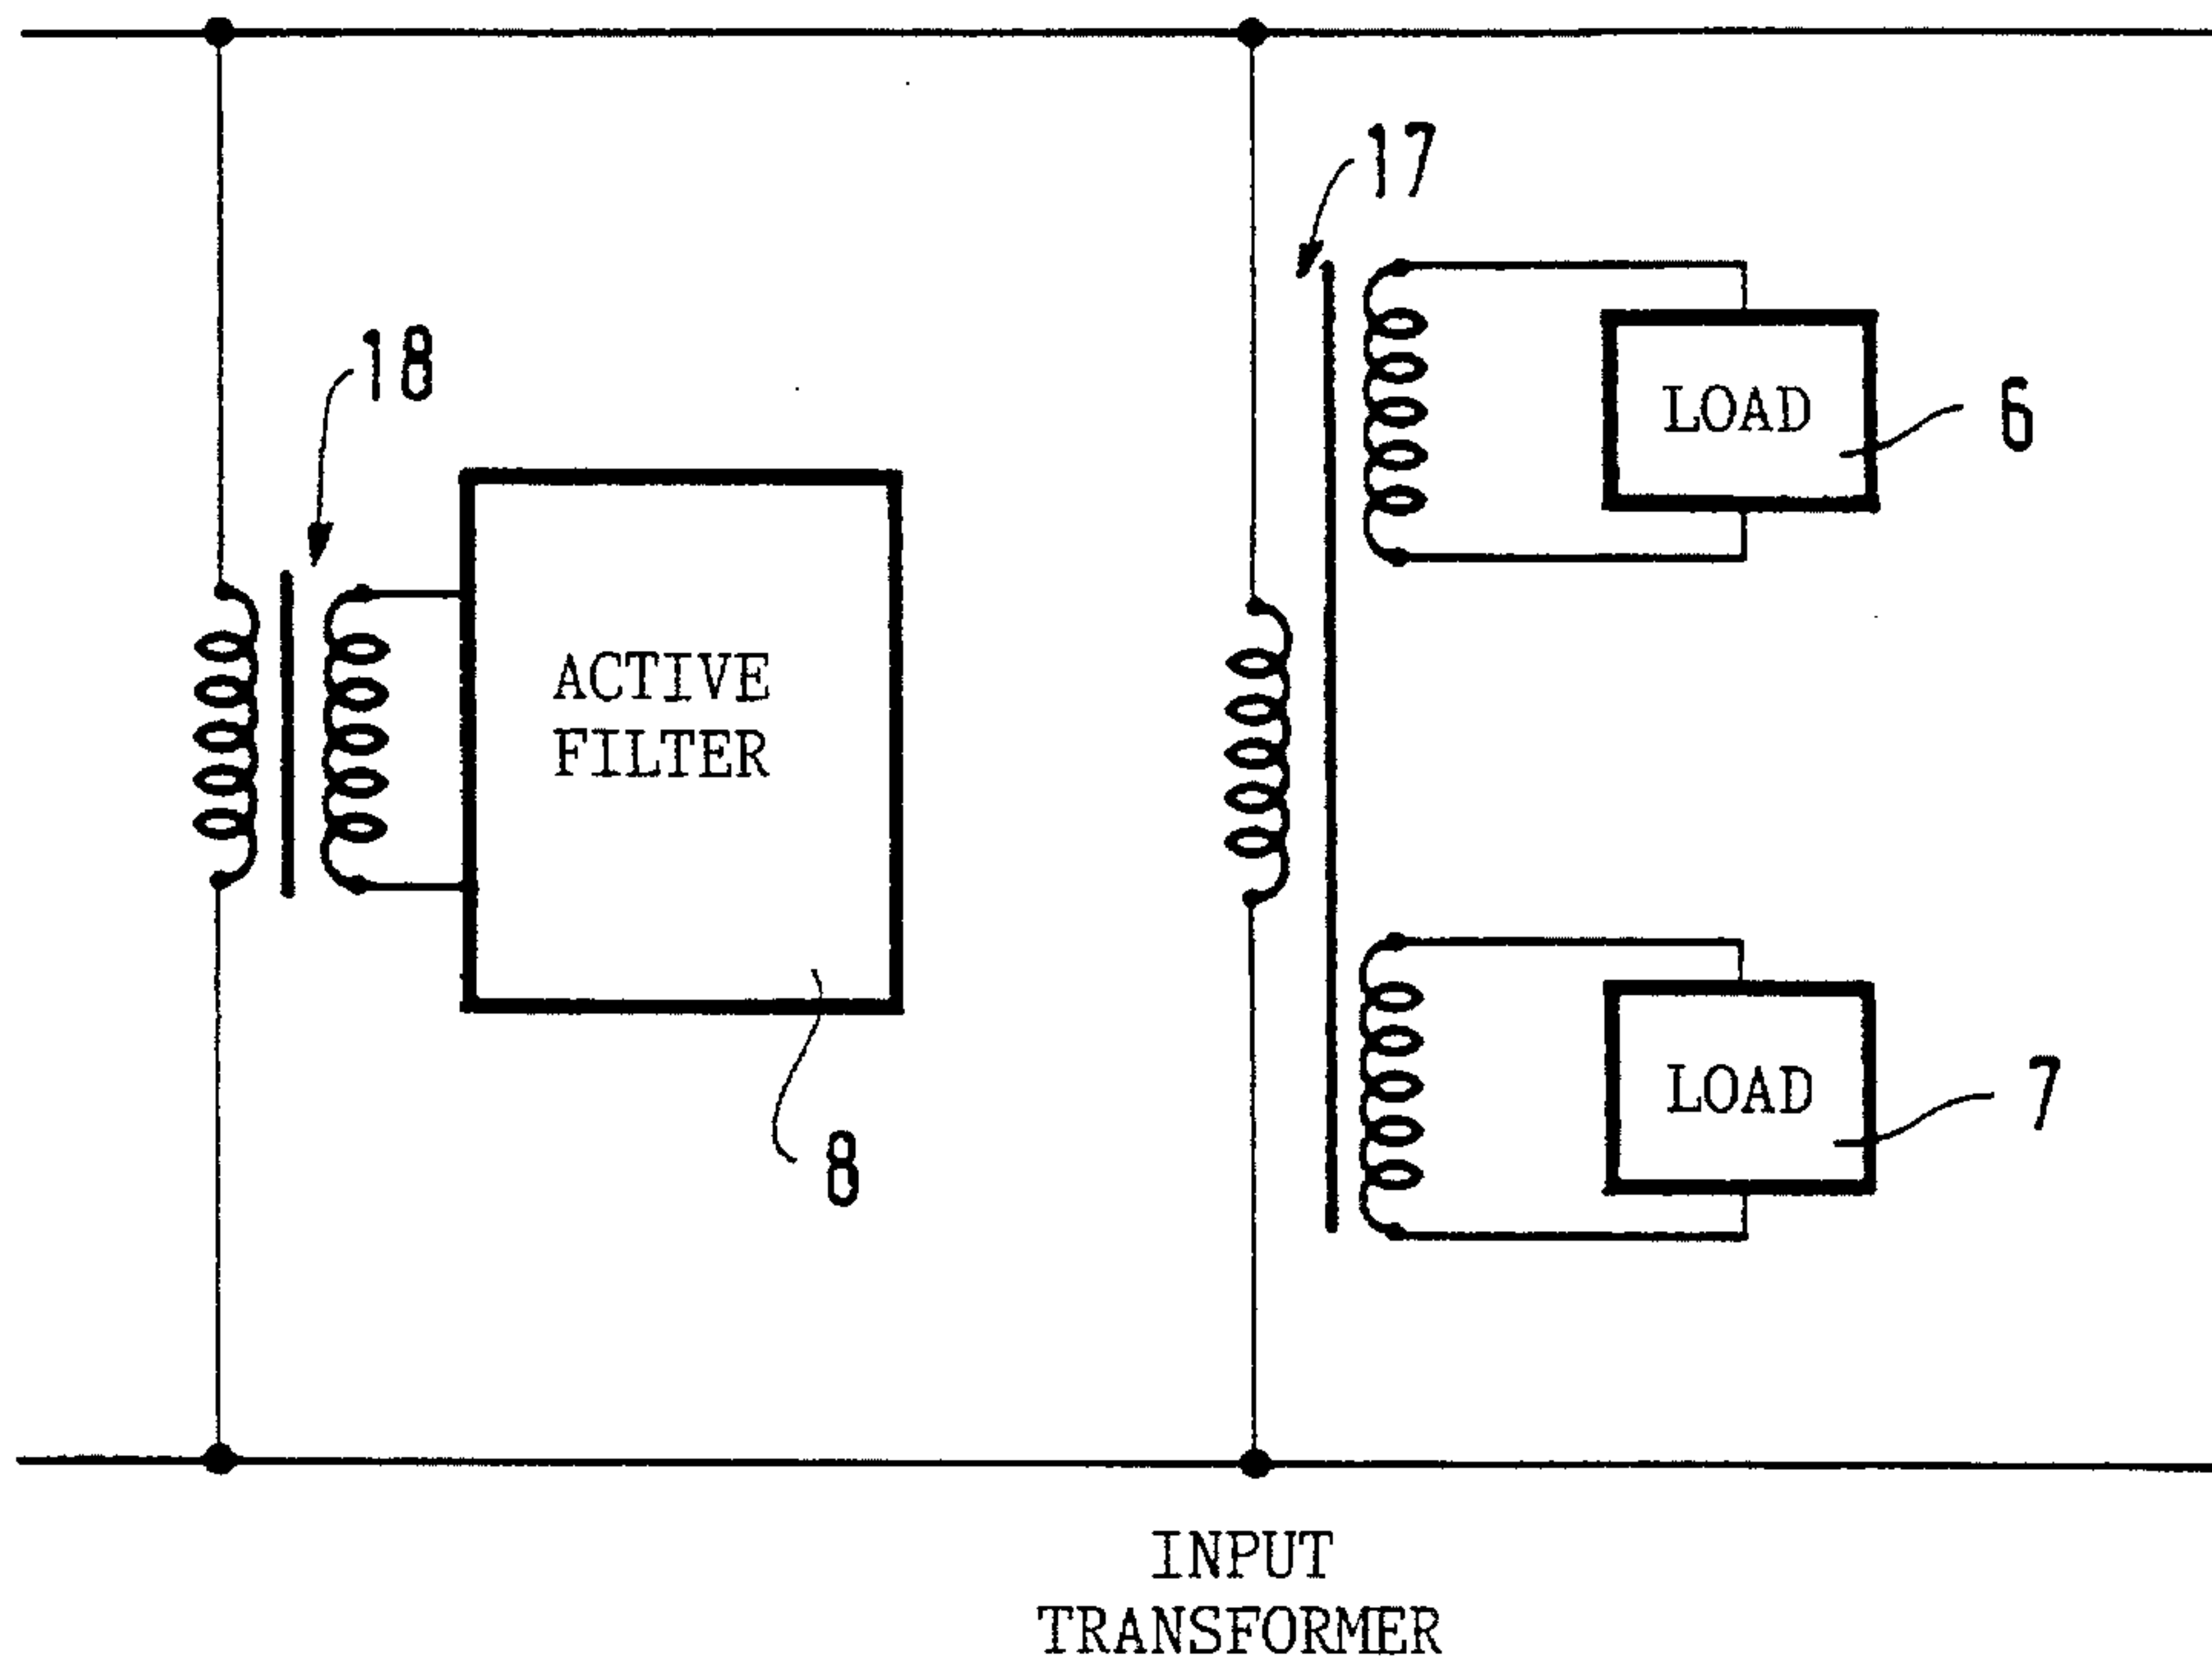 17
18
LOAD
6
ACTIVE
FILTER
LOAD
7
8
INPUT
TRANSFORMER